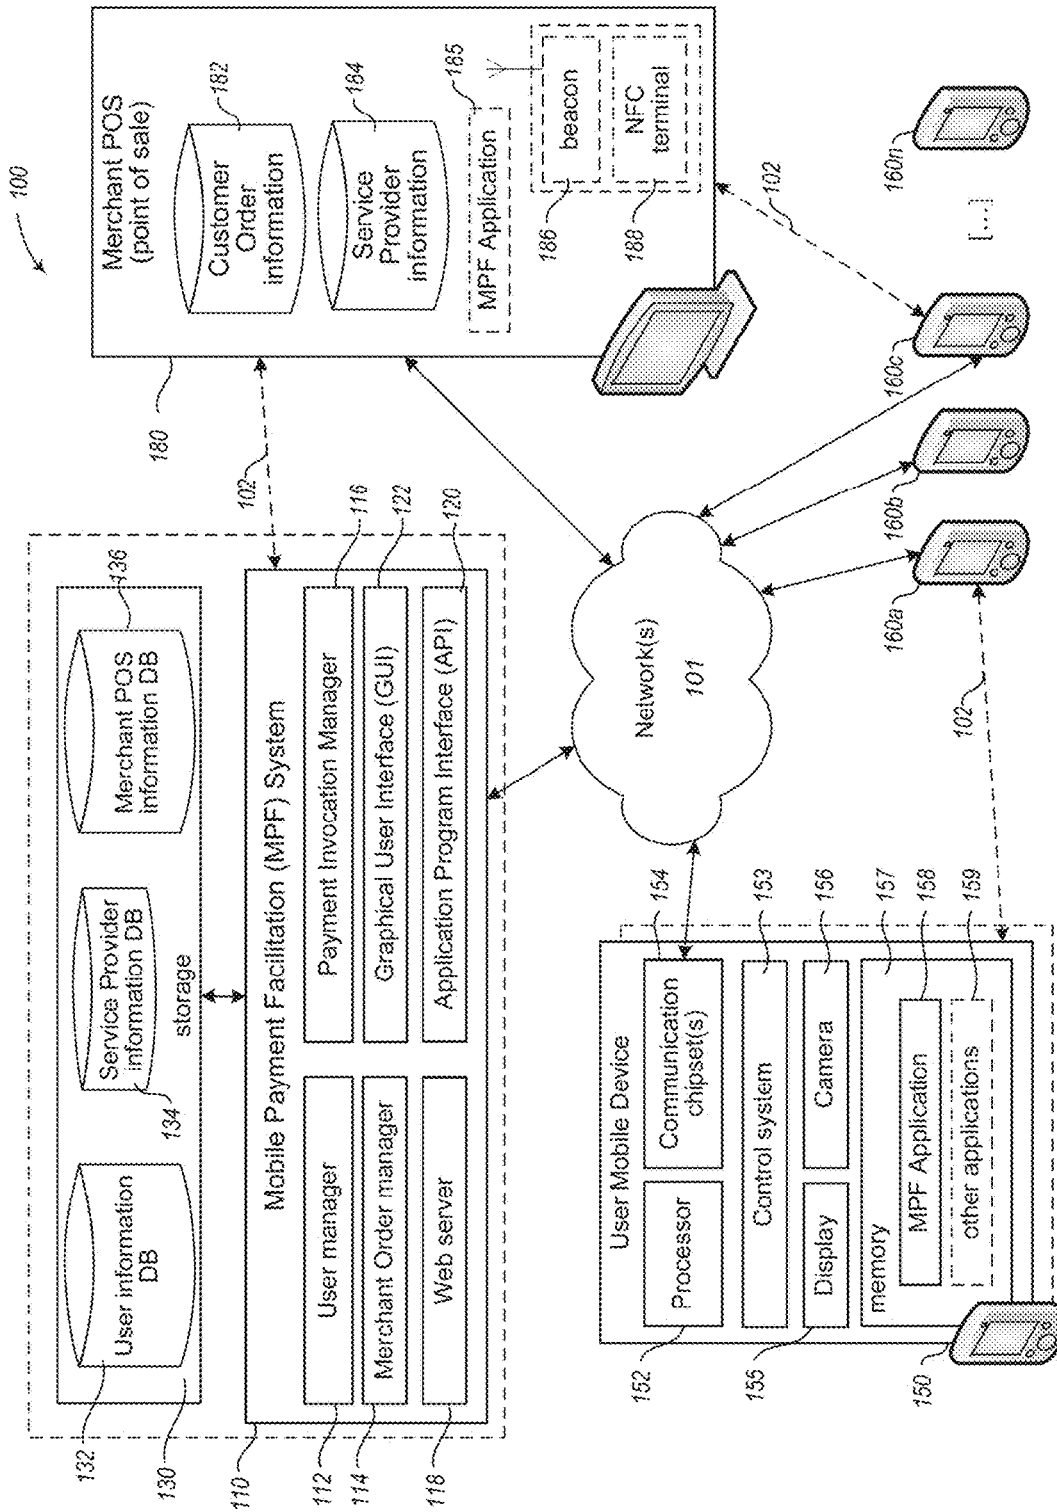 100
130
132
User information
DB
134
Service Provider
information DB
136
Merchant POS
information DB
storage
110
Mobile Payment Facilitation (MPF) System
112
User manager
Payment Invocation Manager
116
114
Merchant Order manager
Graphical User Interface (GUI)
122
118
Web server
Application Program Interface (API)
120
102
180
Merchant POS
(point of sale)
Customer
Order
information
182
Service
Provider
information
184
MPF Application
185
186
beacon
188
NFC
terminal
Network(s)
101
102
User Mobile Device
152
Processor
Communication
chipset(s)
154
Control system
153
155
Display
Camera
156
memory
157
MPF Application
158
other applications
159
150
102
160a
160b
160c
[...]
160n